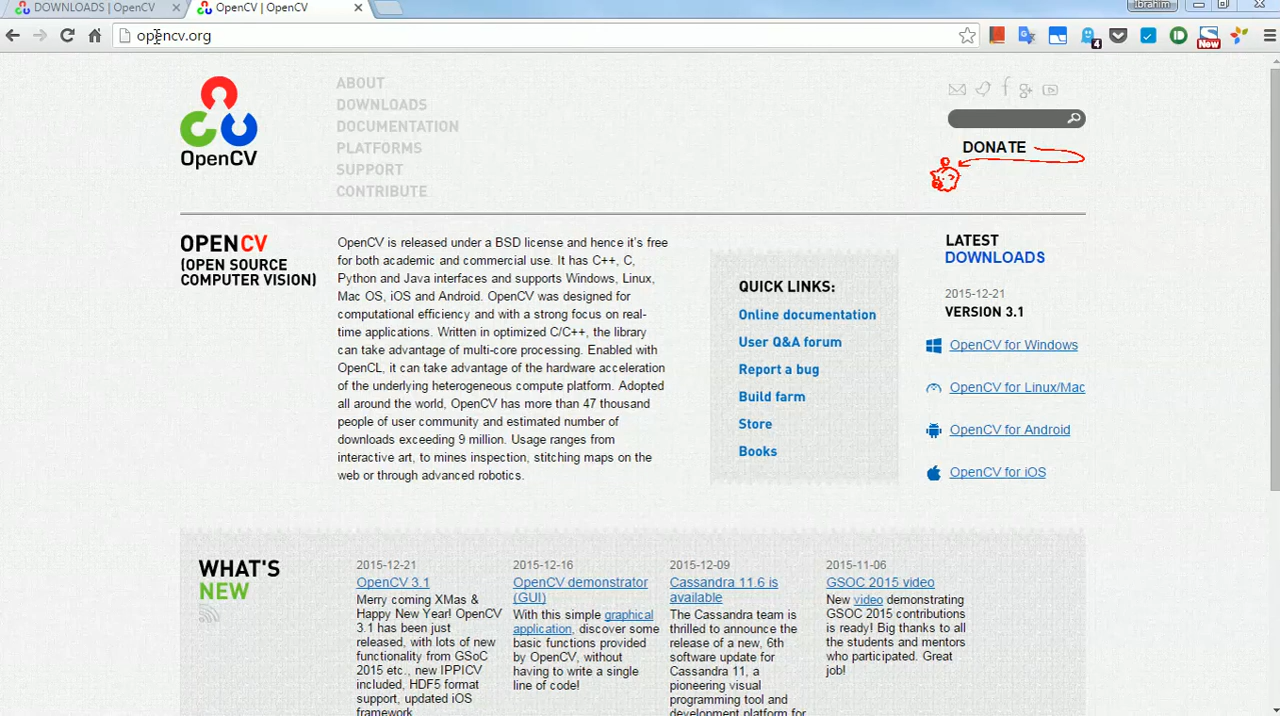 DOWNLOADS | OpenCV
OpenCV | OpenCV
Ibrahim
opencv.org
4
New
OpenCV
ABOUT
DOWNLOADS
DOCUMENTATION
PLATFORMS
SUPPORT
CONTRIBUTE
DONATE
OPENCV
(OPEN SOURCE
COMPUTER VISION)
OpenCV is released under a BSD license and hence it's free
for both academic and commercial use. It has C++, C,
Python and Java interfaces and supports Windows, Linux,
Mac OS, iOS and Android. OpenCV was designed for
computational efficiency and with a strong focus on real-
time applications. Written in optimized C/C++, the library
can take advantage of multi-core processing. Enabled with
OpenCL, it can take advantage of the hardware acceleration
of the underlying heterogeneous compute platform. Adopted
all around the world, OpenCV has more than 47 thousand
people of user community and estimated number of
downloads exceeding 9 million. Usage ranges from
interactive art, to mines inspection, stitching maps on the
web or through advanced robotics.
QUICK LINKS:
Online documentation
User Q&A forum
Report a bug
Build farm
Store
Books
LATEST
DOWNLOADS
2015-12-21
VERSION 3.1
OpenCV for Windows
OpenCV for Linux/Mac
OpenCV for Android
OpenCV for iOS
WHAT'S
NEW
2015-12-21
OpenCV 3.1
Merry coming XMas &
Happy New Year! OpenCV
3.1 has been just
released, with lots of new
functionality from GSoC
2015 etc., new IPPICV
included, HDF5 format
support, updated iOS
framework
2015-12-16
OpenCV demonstrator
(GUI)
With this simple graphical
application, discover some
basic functions provided
by OpenCV, without
having to write a single
line of code!
2015-12-09
Cassandra 11.6 is
available
The Cassandra team is
thrilled to announce the
release of a new, 6th
software update for
Cassandra 11, a
pioneering visual
programming tool and
development platform for
2015-11-06
GSOC 2015 video
New video demonstrating
GSOC 2015 contributions
is ready! Big thanks to all
the students and mentors
who participated. Great
job!